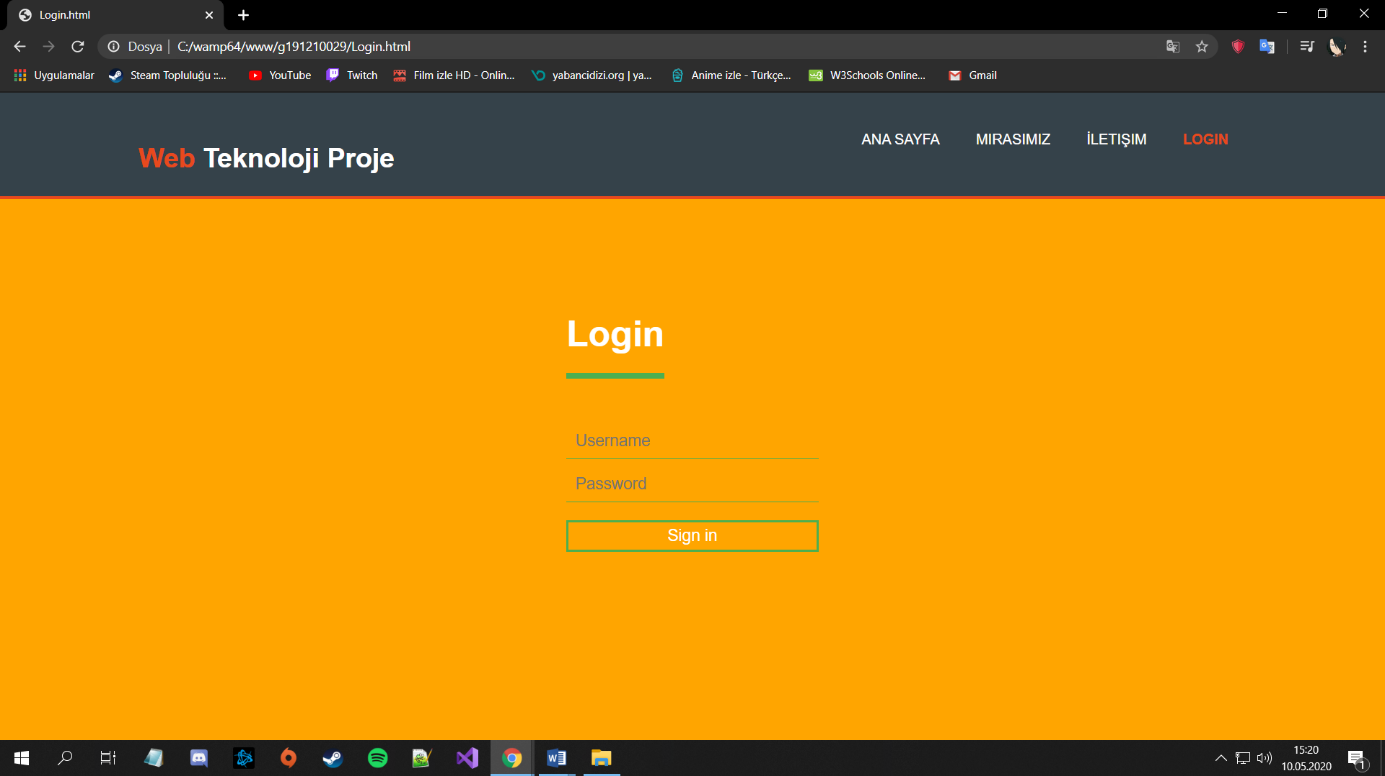 Login.html
Dosya | C:/wamp64/www/g191210029/Login.html
Uygulamalar Steam Topluluğu ::... YouTube Twitch Film izle HD - Onlin... yabancidizi.org | ya... Anime izle - Türkçe... W3Schools Online... Gmail
Web Teknoloji Proje
ANA SAYFA MIRASIMIZ İLETIŞIM LOGIN
Login
Username
Password
Sign in
15:20
10.05.2020
1